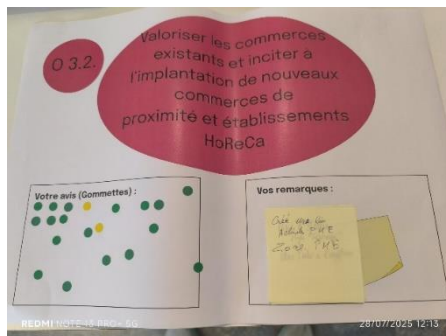 O 3.2.
Valoriser les commerces
existants et inciter à
l'implantation de nouveaux
commerces de
proximité et établissements
HoReCa
Votre avis (Gommettes) :
Vos remarques :
Zone PME
REDMI NOTE 13 PRO+ 5G
28/07/2025 12:13